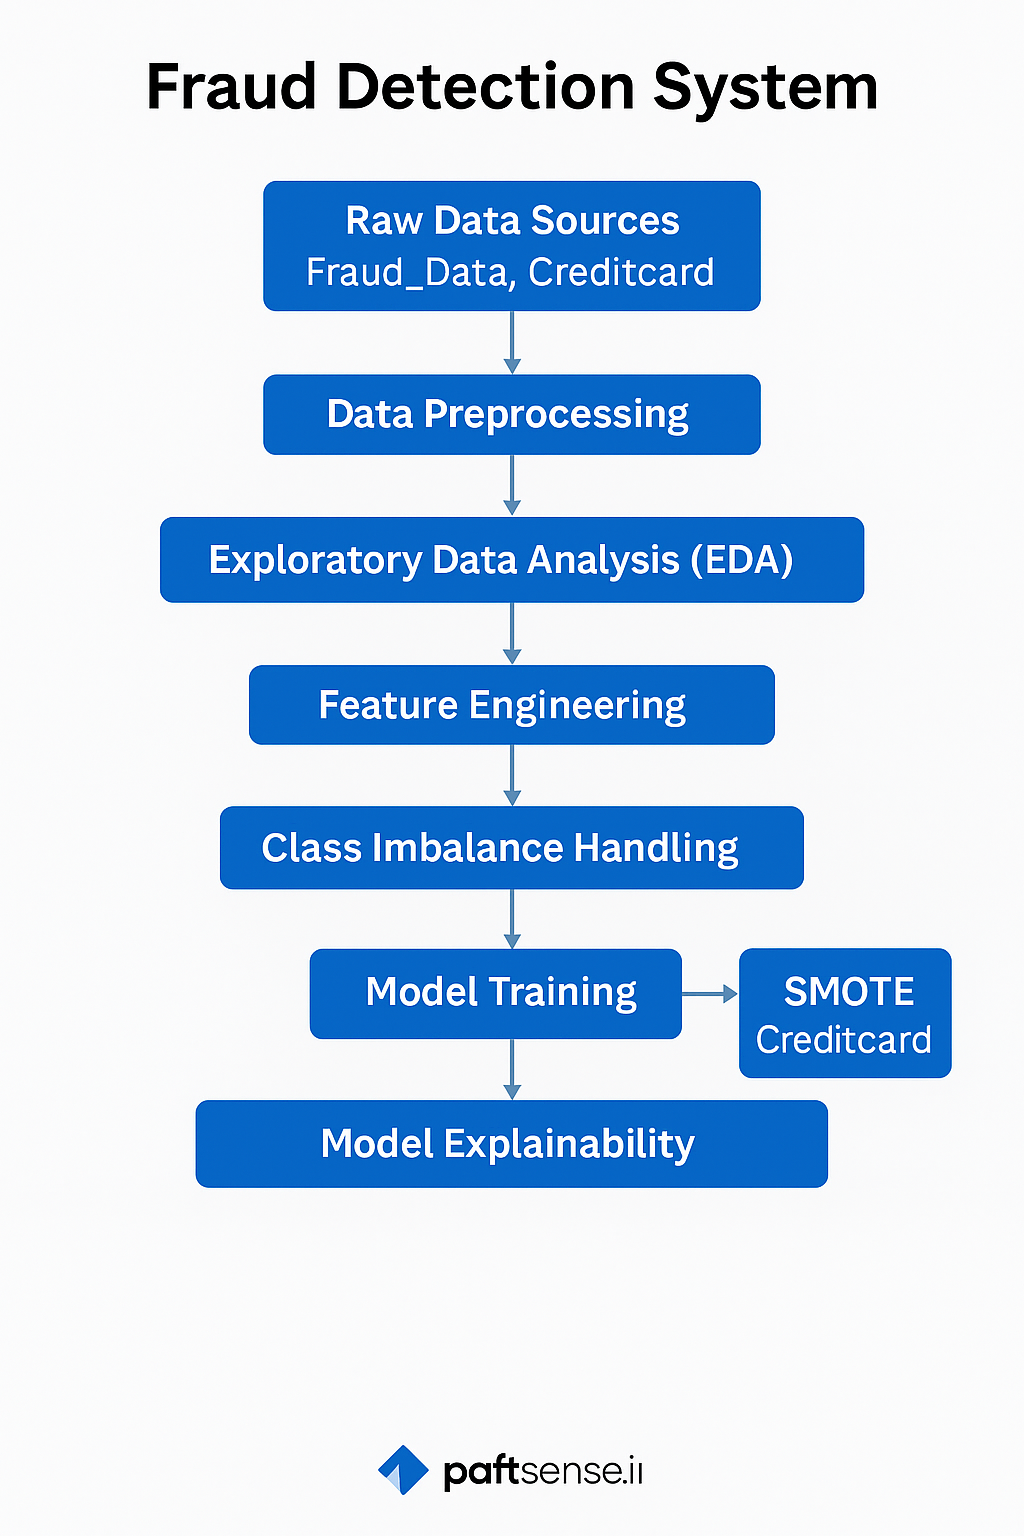 Fraud Detection System
Raw Data Sources
Fraud_Data, Creditcard
Data Preprocessing
Exploratory Data Analysis (EDA)
Feature Engineering
Class Imbalance Handling
Model Training
SMOTE
Creditcard
Model Explainability
paftsense.iı